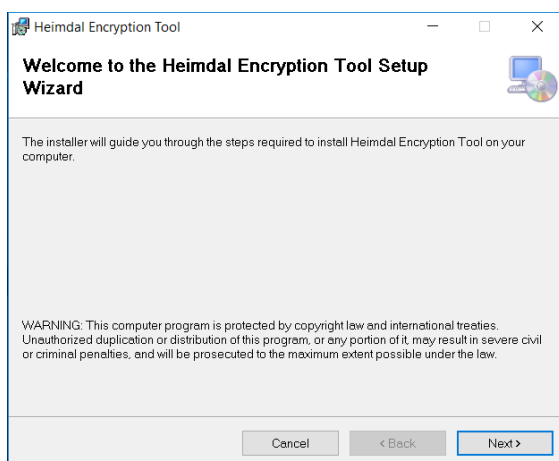 Heimdal Encryption Tool
Welcome to the Heimdal Encryption Tool Setup
Wizard
The installer will guide you through the steps required to install Heimdal Encryption Tool on your
computer.
WARNING: This computer program is protected by copyright law and international treaties.
Unauthorized duplication or distribution of this program, or any portion of it, may result in severe civil
or criminal penalties, and will be prosecuted to the maximum extent possible under the law.
Cancel
< Back
Next >